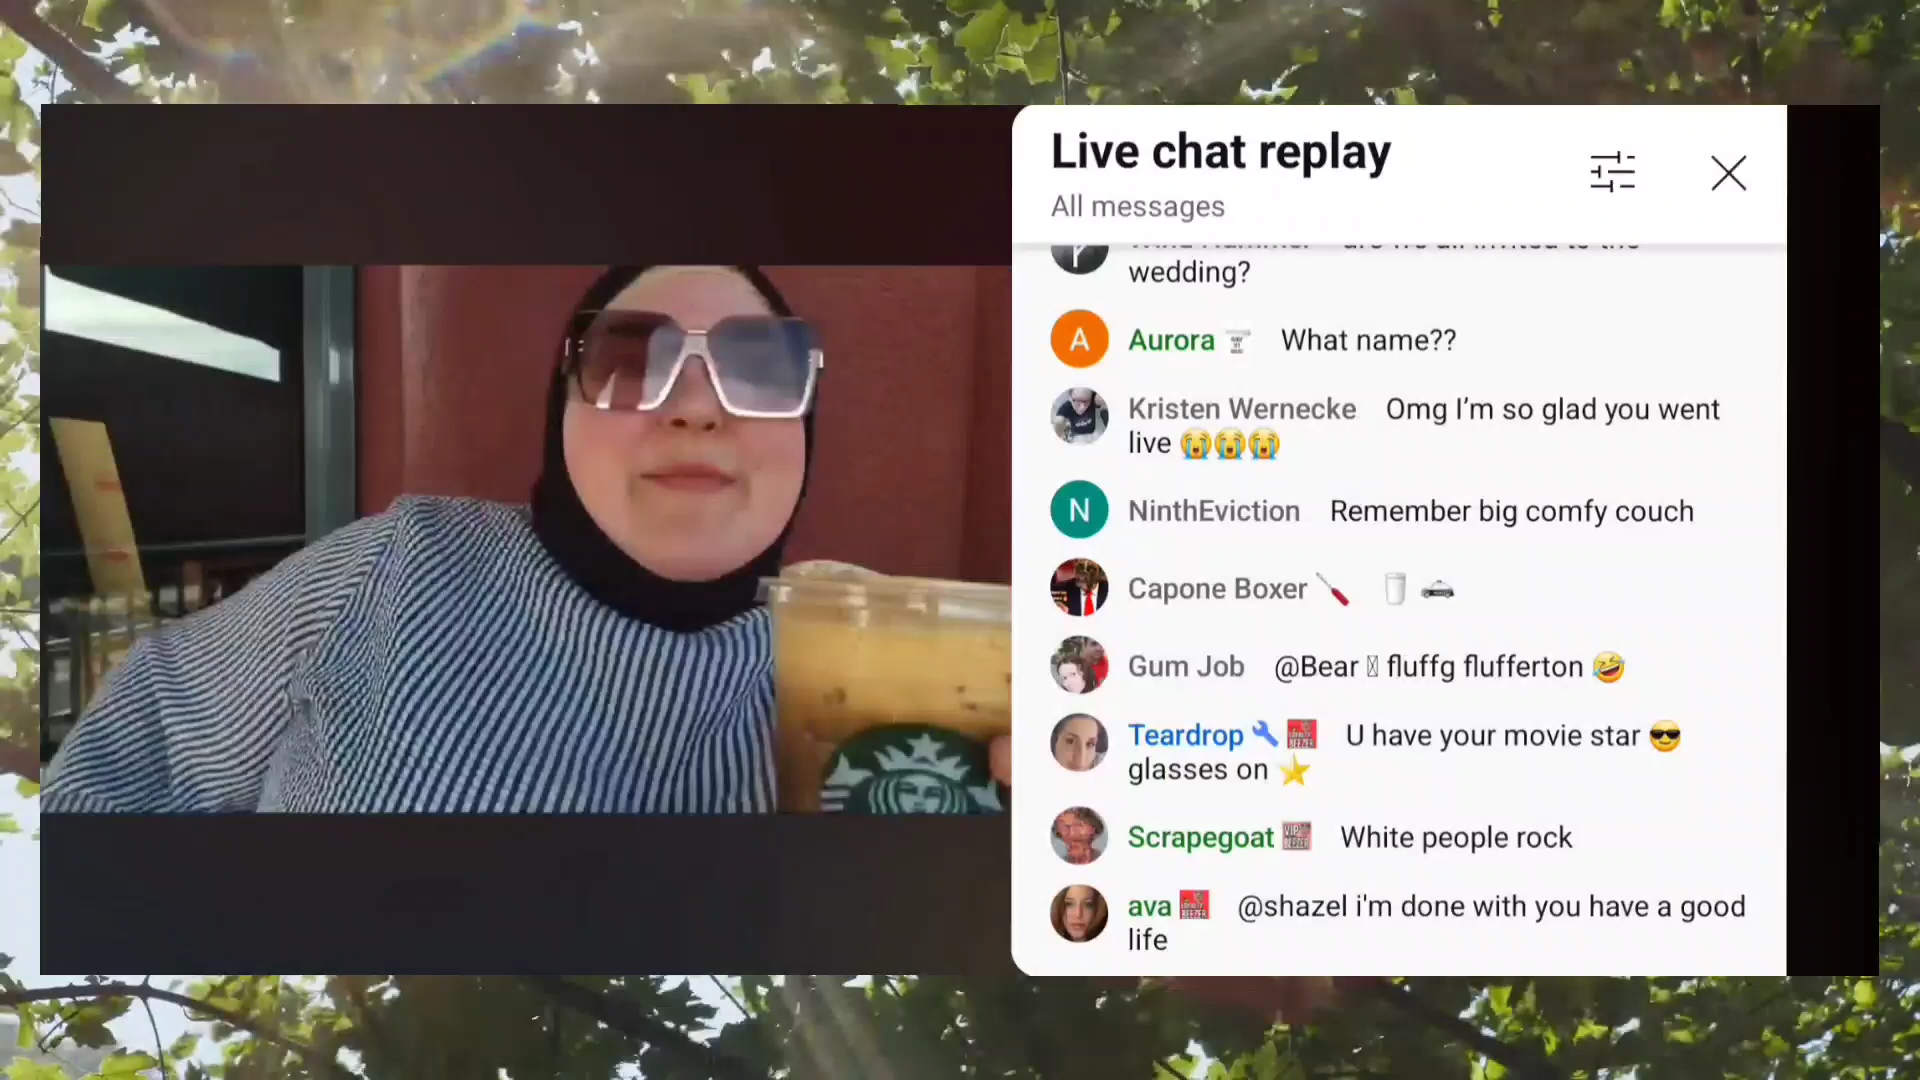 Live chat replay
All messages
wedding?
Aurora What name??
Kristen Wernecke Omg I’m so glad you went
live 😭😭😭
N NinthEviction Remember big comfy couch
Capone Boxer 🪛 🥛 🚓
Gum Job @Bear fluffg flufferton 🤣
Teardrop 🔧 U have your movie star 😎
glasses on ⭐
Scrapegoat White people rock
ava @shazel i'm done with you have a good
life